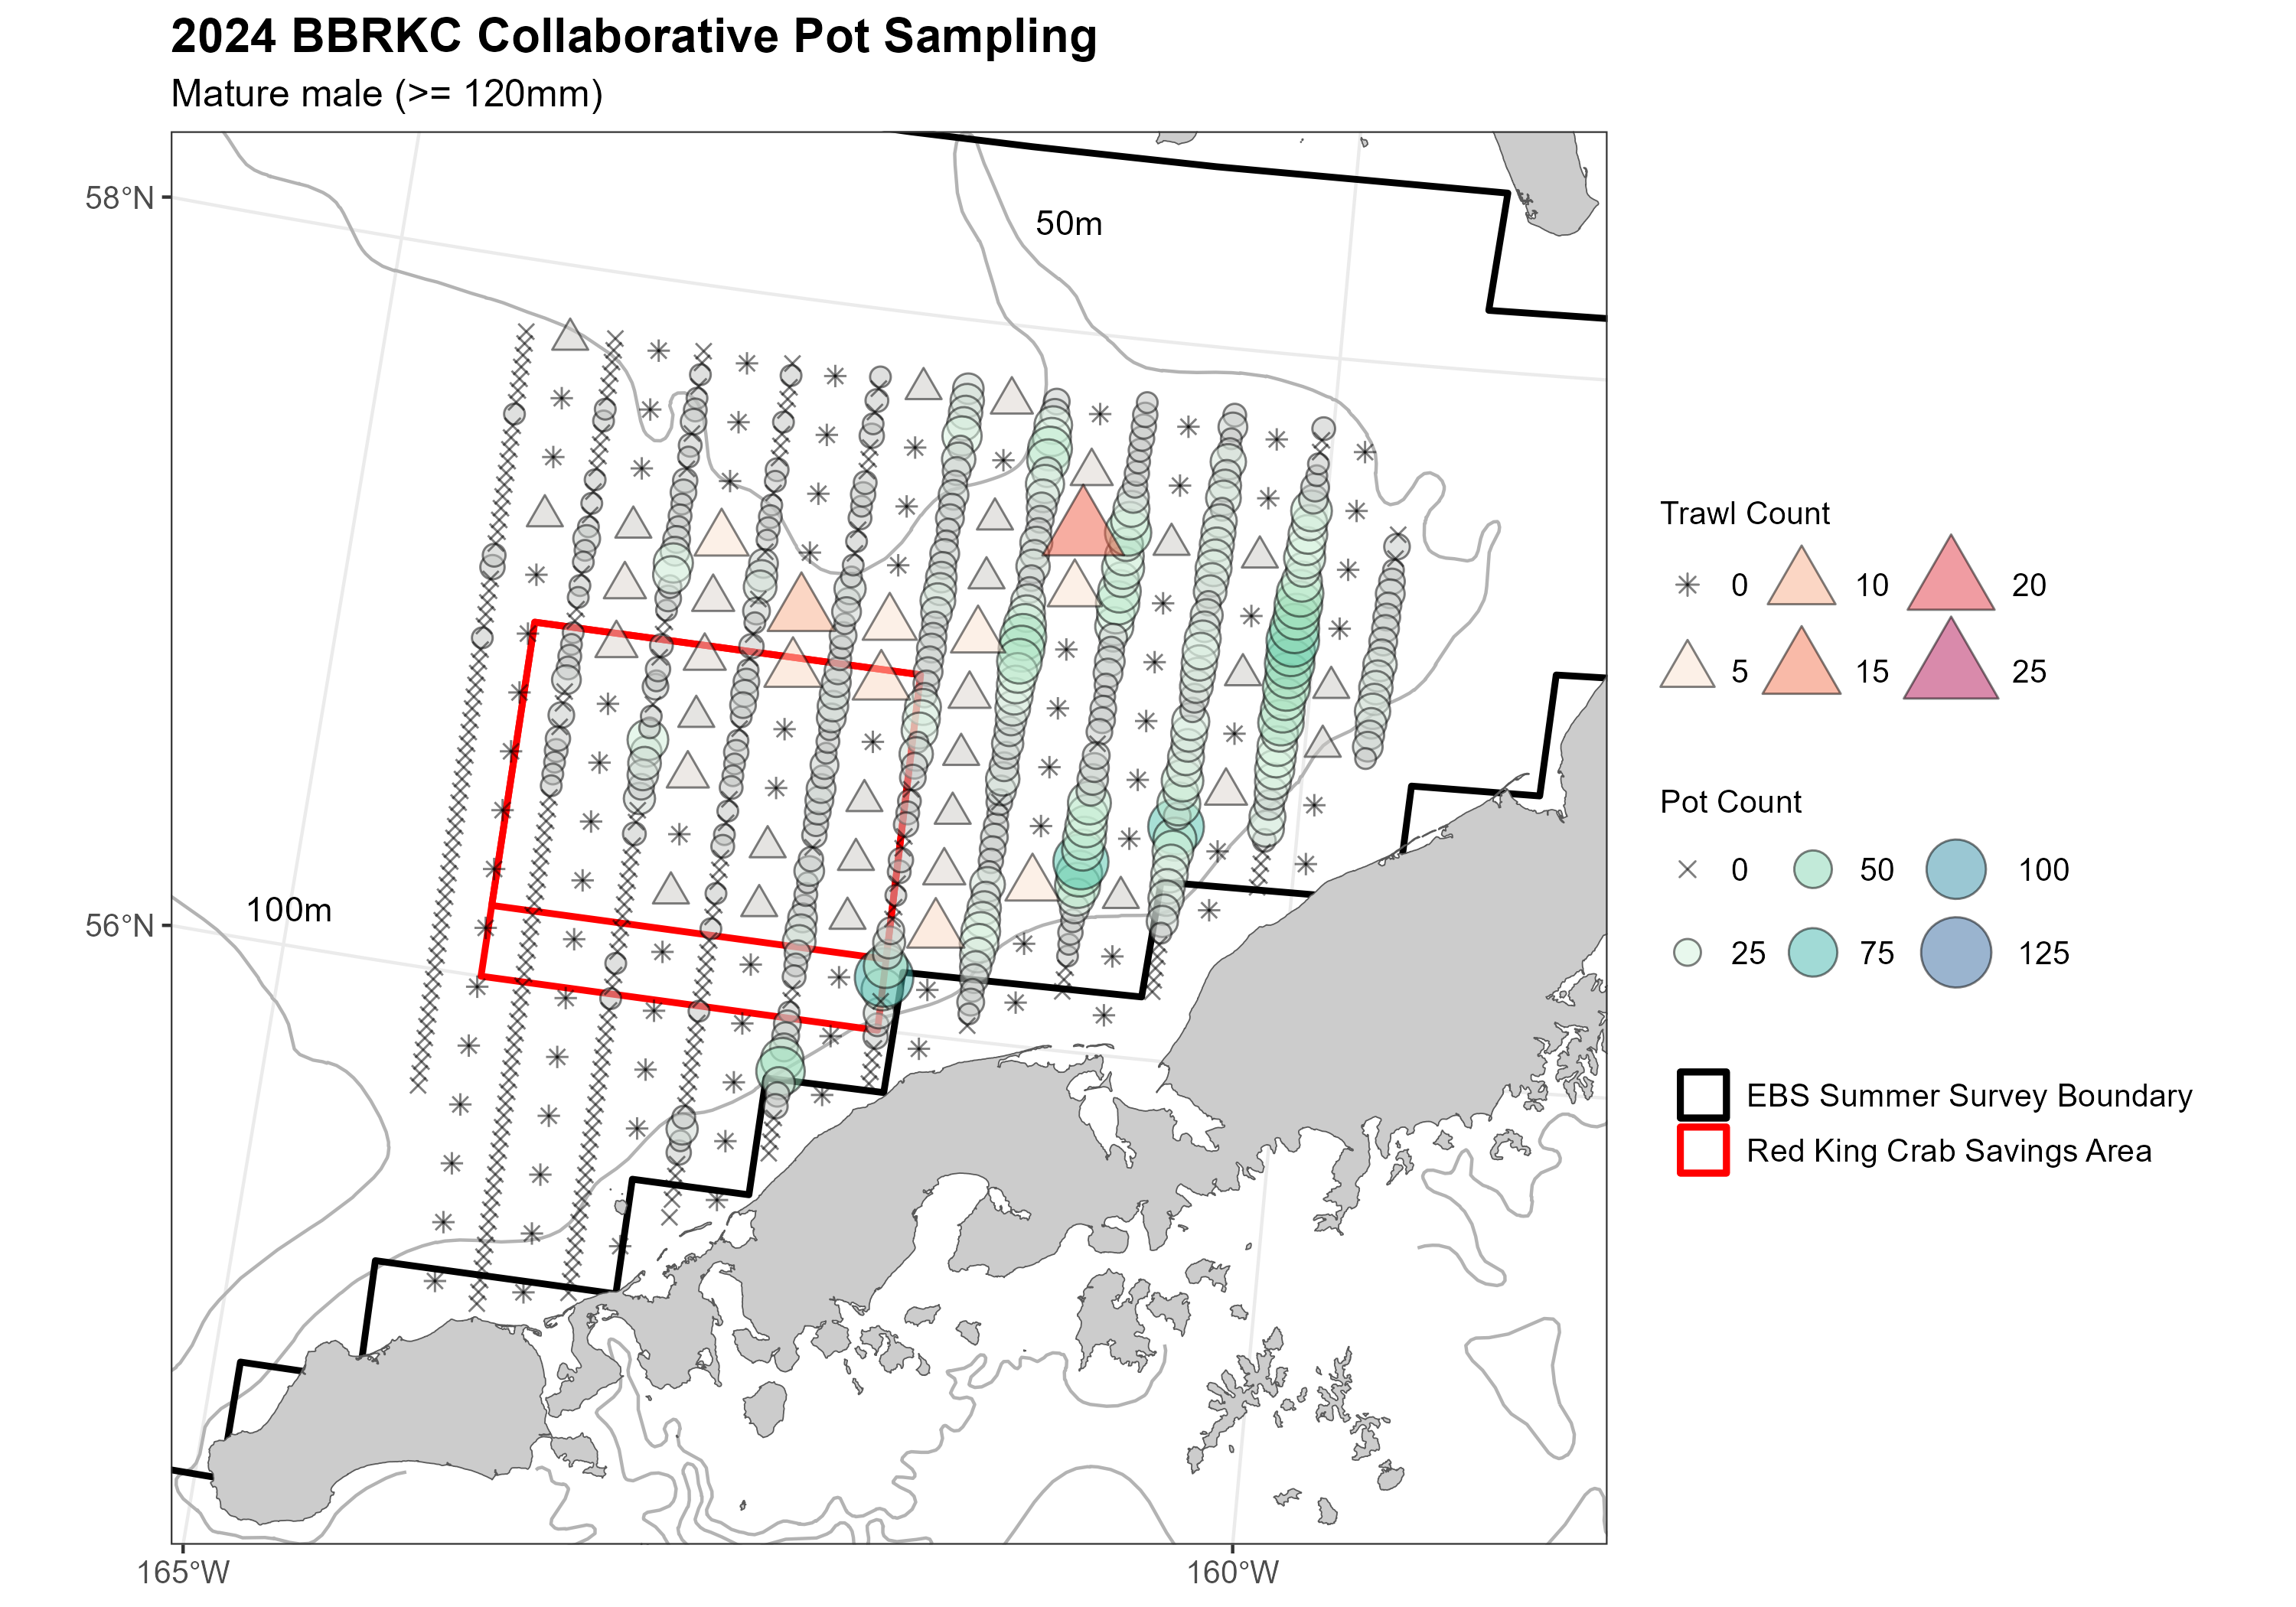 2024 BBRKC Collaborative Pot Sampling
Mature male (>= 120mm)
58°N
50m
100m
56°N
165°W
160°W
Trawl Count
0 10 20
5 15 25
Pot Count
0 50 100
25 75 125
EBS Summer Survey Boundary
Red King Crab Savings Area